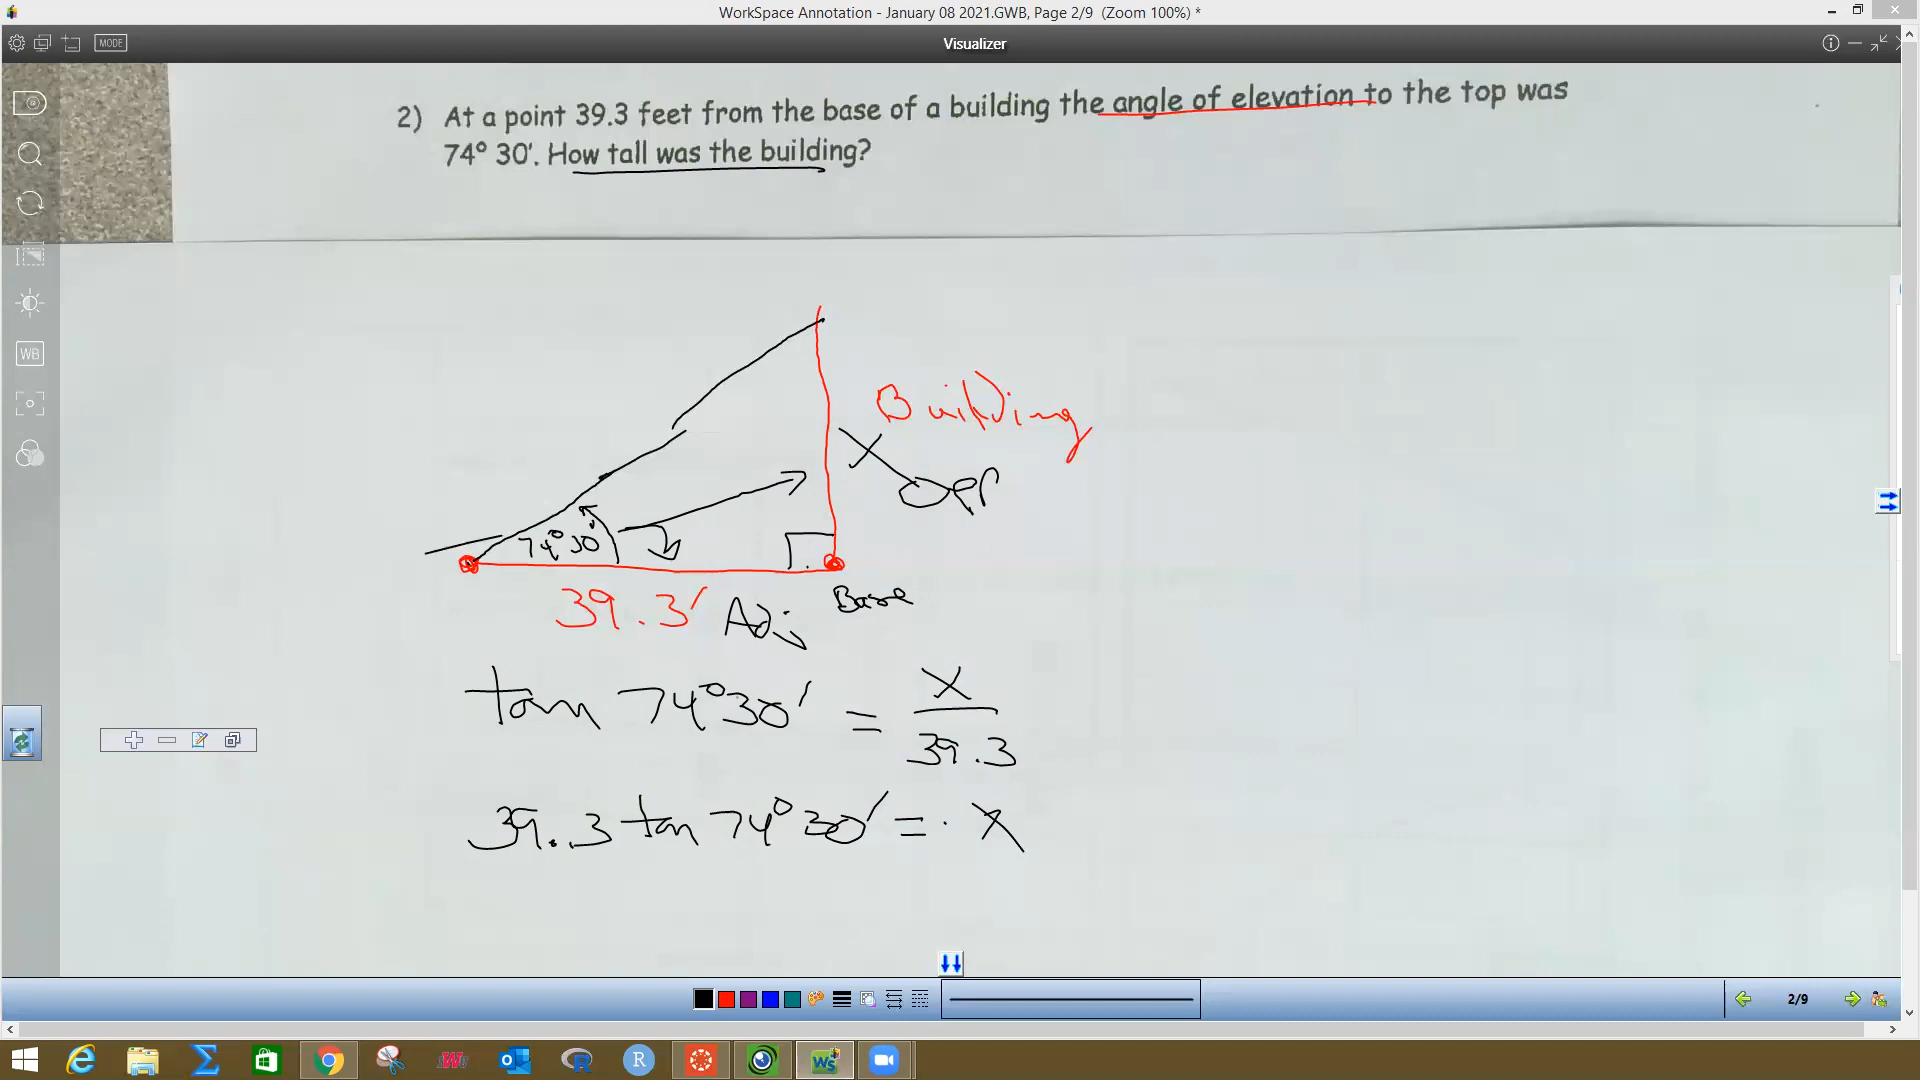 WorkSpace Annotation - January 08 2021.GWB, Page 2/9 (Zoom 100%) *
MODE
Visualizer
2) At a point 39.3 feet from the base of a building the angle of elevation to the top was
74° 30'. How tall was the building?
WB
Building
X
OPP
74°30'
39.3'
Adj
Base
tan 74°30' = X / 39.3
39.3 tan 74°30' = X
2/9
W
R
R
WS